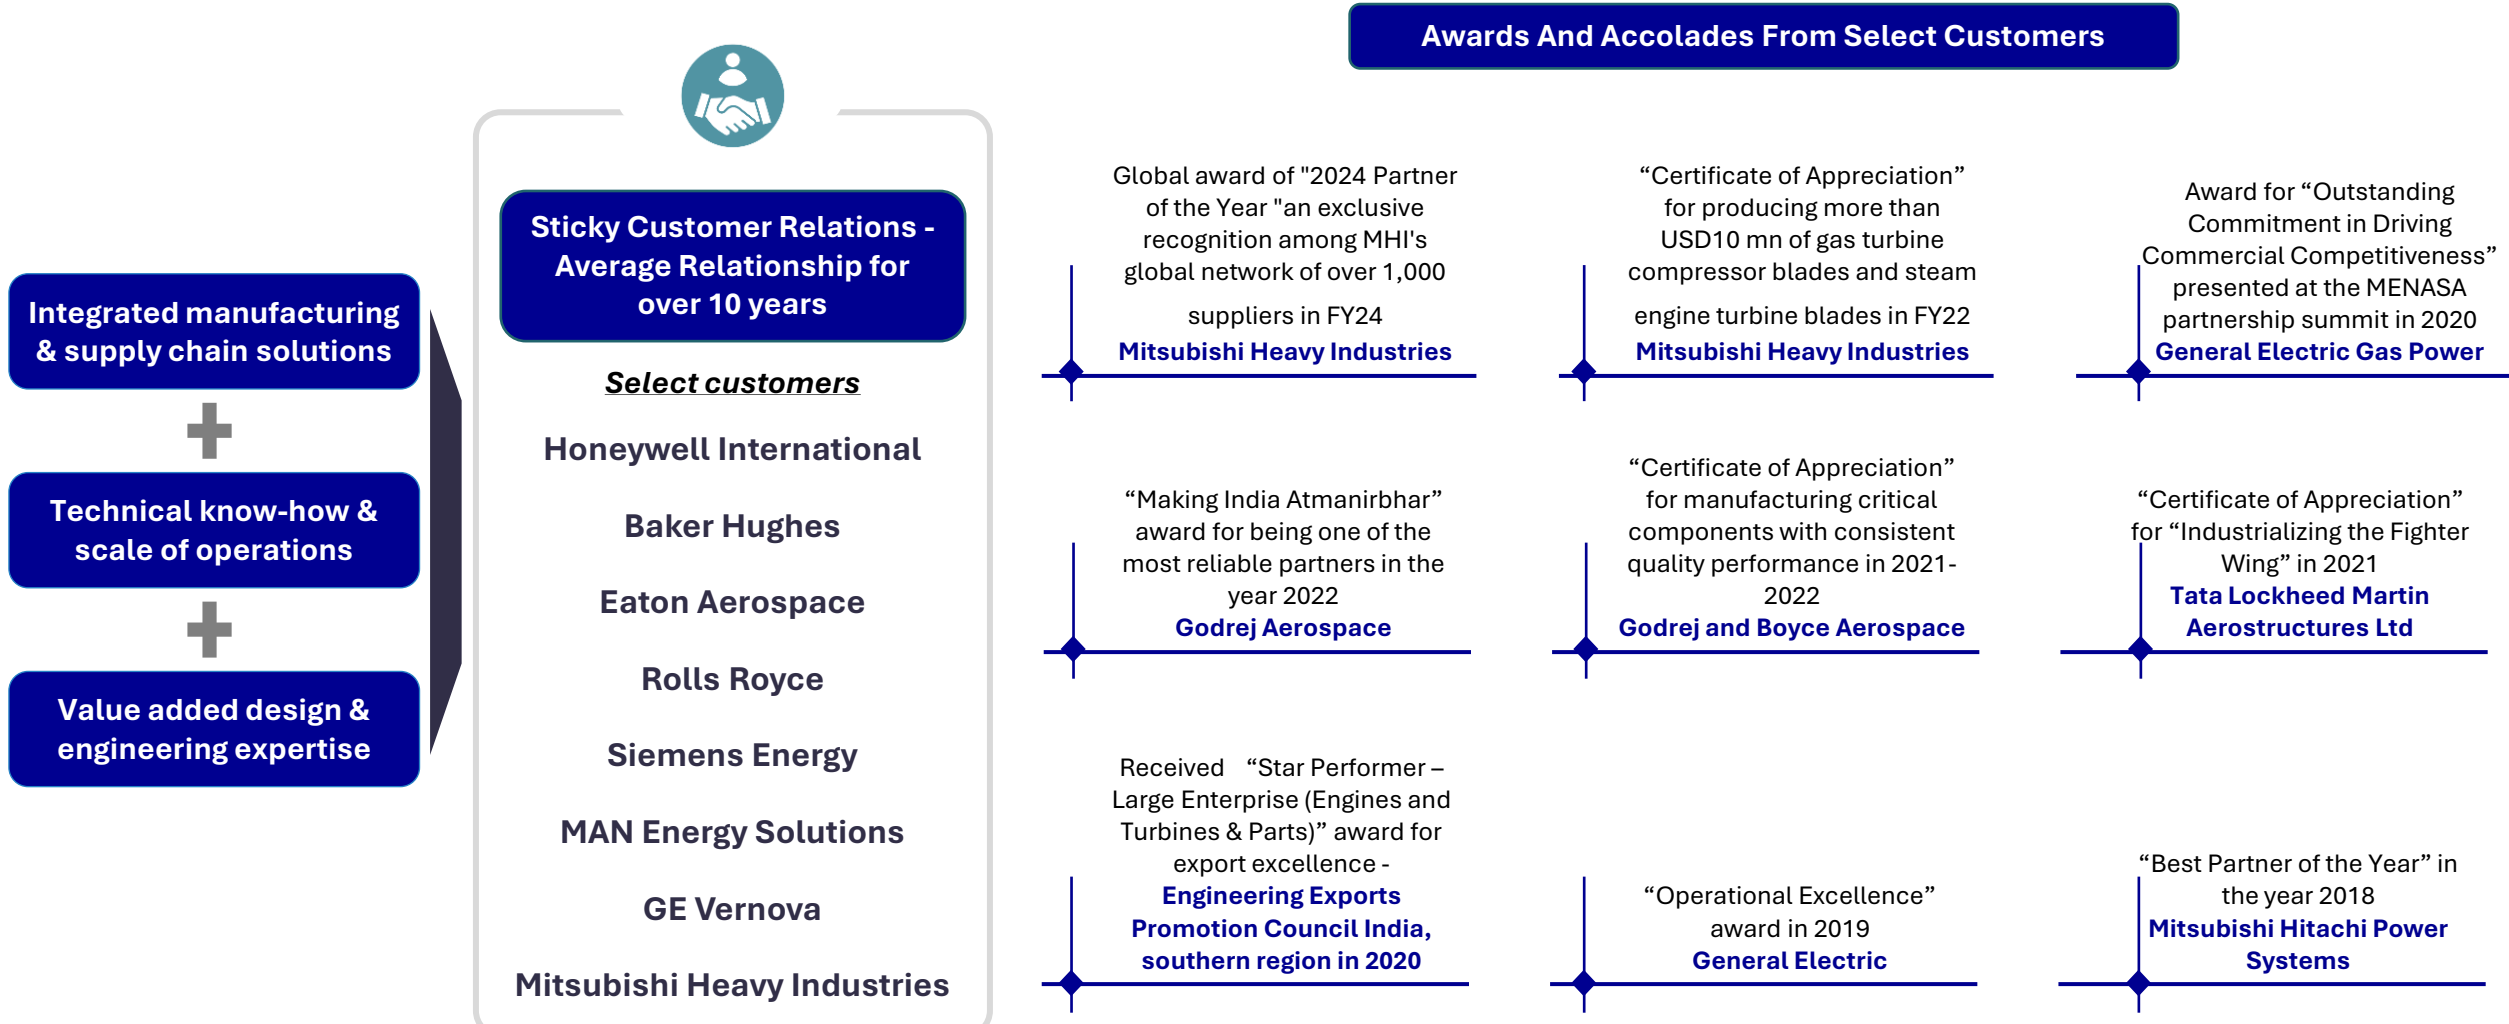 Awards And Accolades From Select Customers
Integrated manufacturing
& supply chain solutions
Technical know-how &
scale of operations
Value added design &
engineering expertise
Sticky Customer Relations -
Average Relationship for
over 10 years
Select customers
Honeywell International
Baker Hughes
Eaton Aerospace
Rolls Royce
Siemens Energy
MAN Energy Solutions
GE Vernova
Mitsubishi Heavy Industries
Global award of "2024 Partner
of the Year "an exclusive
recognition among MHI's
global network of over 1,000
suppliers in FY24
Mitsubishi Heavy Industries
“Certificate of Appreciation”
for producing more than
USD10 mn of gas turbine
compressor blades and steam
engine turbine blades in FY22
Mitsubishi Heavy Industries
Award for “Outstanding
Commitment in Driving
Commercial Competitiveness”
presented at the MENASA
partnership summit in 2020
General Electric Gas Power
“Making India Atmanirbhar”
award for being one of the
most reliable partners in the
year 2022
Godrej Aerospace
“Certificate of Appreciation”
for manufacturing critical
components with consistent
quality performance in 2021-
2022
Godrej and Boyce Aerospace
“Certificate of Appreciation”
for “Industrializing the Fighter
Wing” in 2021
Tata Lockheed Martin
Aerostructures Ltd
Received “Star Performer –
Large Enterprise (Engines and
Turbines & Parts)” award for
export excellence -
Engineering Exports
Promotion Council India,
southern region in 2020
“Operational Excellence”
award in 2019
General Electric
“Best Partner of the Year” in
the year 2018
Mitsubishi Hitachi Power
Systems